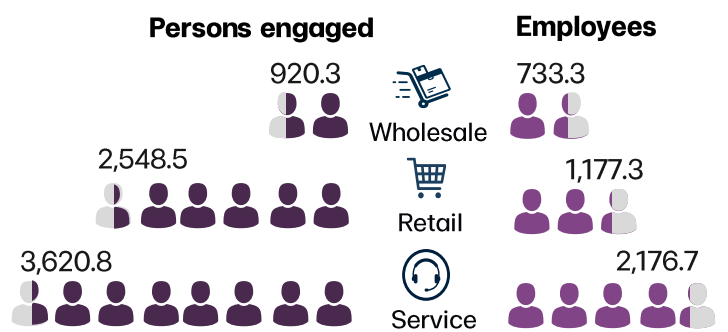 Persons engaged
Employees
920.3
733.3
Wholesale
2,548.5
1,177.3
Retail
3,620.8
2,176.7
Service